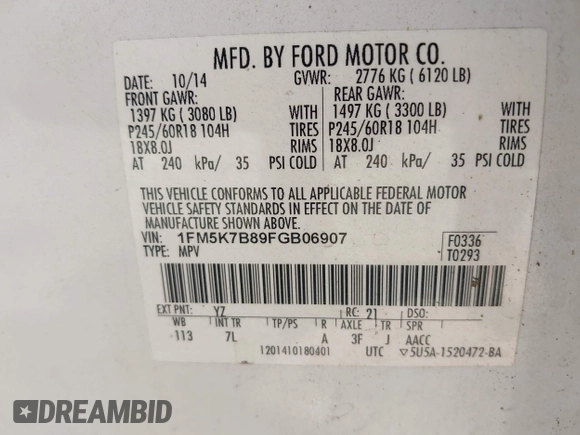 MFD. BY FORD MOTOR CO.
DATE: 10/14 GVWR: 2776 KG ( 6120 LB)
FRONT GAWR: REAR GAWR:
1397 KG ( 3080 LB) WITH 1497 KG ( 3300 LB) WITH
P245/60R18 104H TIRES P245/60R18 104H TIRES
18X8.0J RIMS 18X8.0J RIMS
AT 240 kPa/ 35 PSI COLD AT 240 kPa/ 35 PSI COLD
THIS VEHICLE CONFORMS TO ALL APPLICABLE FEDERAL MOTOR
VEHICLE SAFETY STANDARDS IN EFFECT ON THE DATE OF
MANUFACTURE SHOWN ABOVE.
VIN: 1FM5K7B89FGB06907 F0336
TYPE: MPV T0293
EXT PNT: YZ RC: 21 DSO:
WB INT TR TP/PS R AXLE TR SPR
113 7L A 3F J AACC
1201410180401 UTC ▽5U5A-1520472-BA
DREAMBID